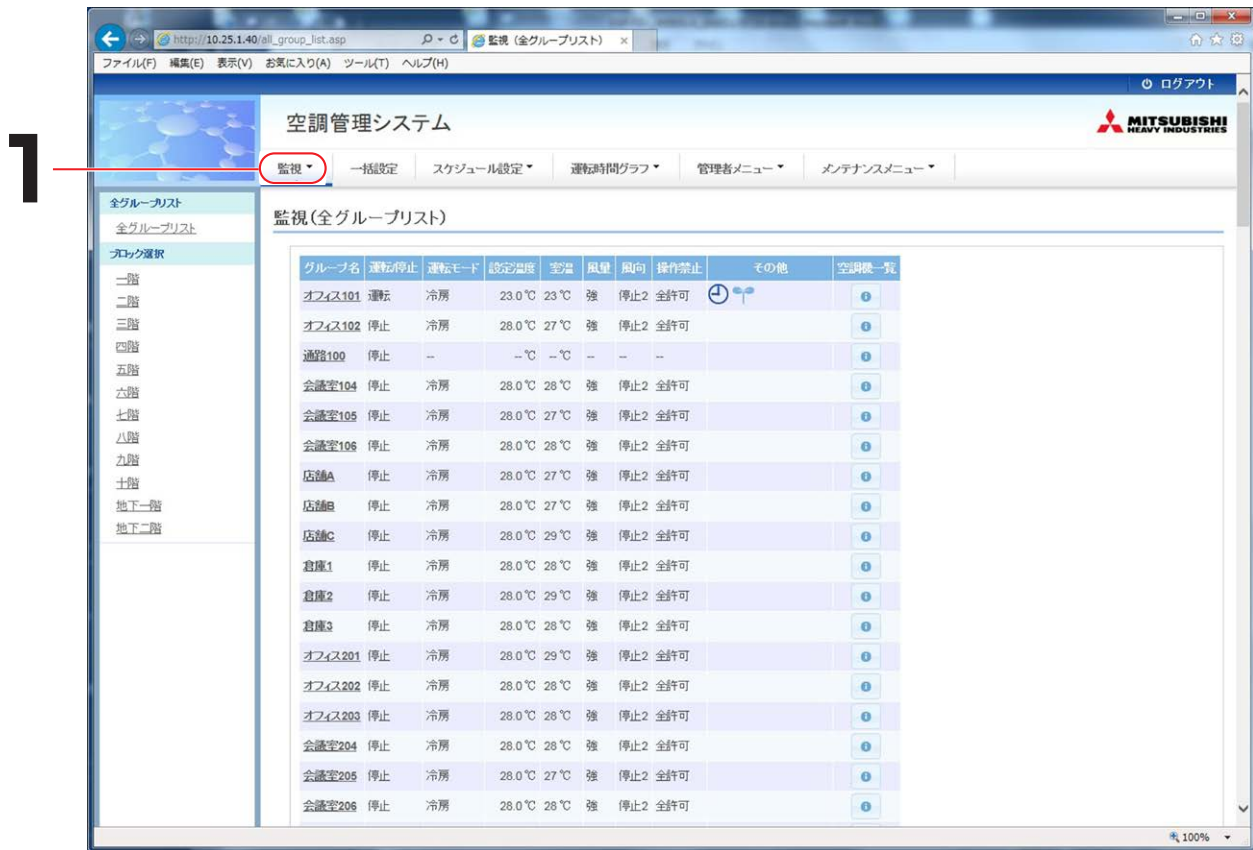 http://10.25.1.40/all_group_list.asp
監視（全グループリスト）
ファイル(F) 編集(E) 表示(V) お気に入り(A) ツール(T) ヘルプ(H)
ログアウト
空調管理システム
MITSUBISHI
HEAVY INDUSTRIES
1
監視 一括設定 スケジュール設定 運転時間グラフ 管理者メニュー メンテナンスメニュー
全グループリスト
全グループリスト
ブロック選択
一階
二階
三階
四階
五階
六階
七階
八階
九階
十階
地下一階
地下二階
監視(全グループリスト)
グループ名 運転/停止 運転モード 設定温度 室温 風量 風向 操作禁止 その他 空調機一覧
オフィス101 運転 冷房 23.0℃ 23℃ 強 停止2 全許可
オフィス102 停止 冷房 28.0℃ 27℃ 強 停止2 全許可
通路100 停止 -- --℃ --℃ -- -- --
会議室104 停止 冷房 28.0℃ 28℃ 強 停止2 全許可
会議室105 停止 冷房 28.0℃ 27℃ 強 停止2 全許可
会議室106 停止 冷房 28.0℃ 28℃ 強 停止2 全許可
店舗A 停止 冷房 28.0℃ 27℃ 強 停止2 全許可
店舗B 停止 冷房 28.0℃ 27℃ 強 停止2 全許可
店舗C 停止 冷房 28.0℃ 29℃ 強 停止2 全許可
倉庫1 停止 冷房 28.0℃ 28℃ 強 停止2 全許可
倉庫2 停止 冷房 28.0℃ 29℃ 強 停止2 全許可
倉庫3 停止 冷房 28.0℃ 28℃ 強 停止2 全許可
オフィス201 停止 冷房 28.0℃ 29℃ 強 停止2 全許可
オフィス202 停止 冷房 28.0℃ 28℃ 強 停止2 全許可
オフィス203 停止 冷房 28.0℃ 28℃ 強 停止2 全許可
会議室204 停止 冷房 28.0℃ 28℃ 強 停止2 全許可
会議室205 停止 冷房 28.0℃ 27℃ 強 停止2 全許可
会議室206 停止 冷房 28.0℃ 28℃ 強 停止2 全許可
100%